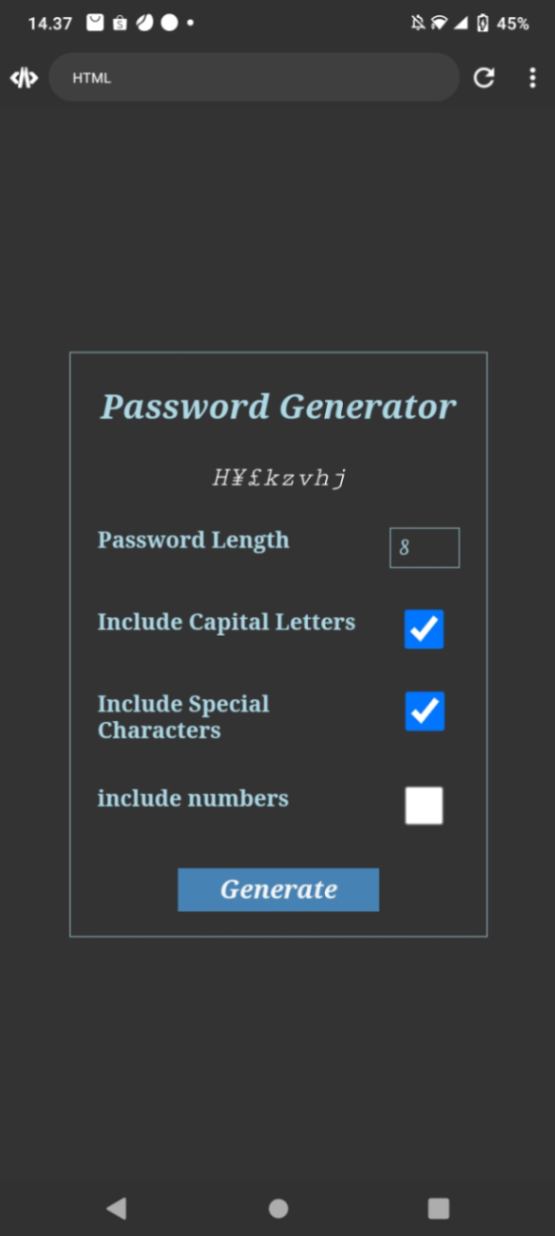 14.37
45%
HTML
Password Generator
H¥£kzvhj
Password Length
8
Include Capital Letters
Include Special
Characters
include numbers
Generate